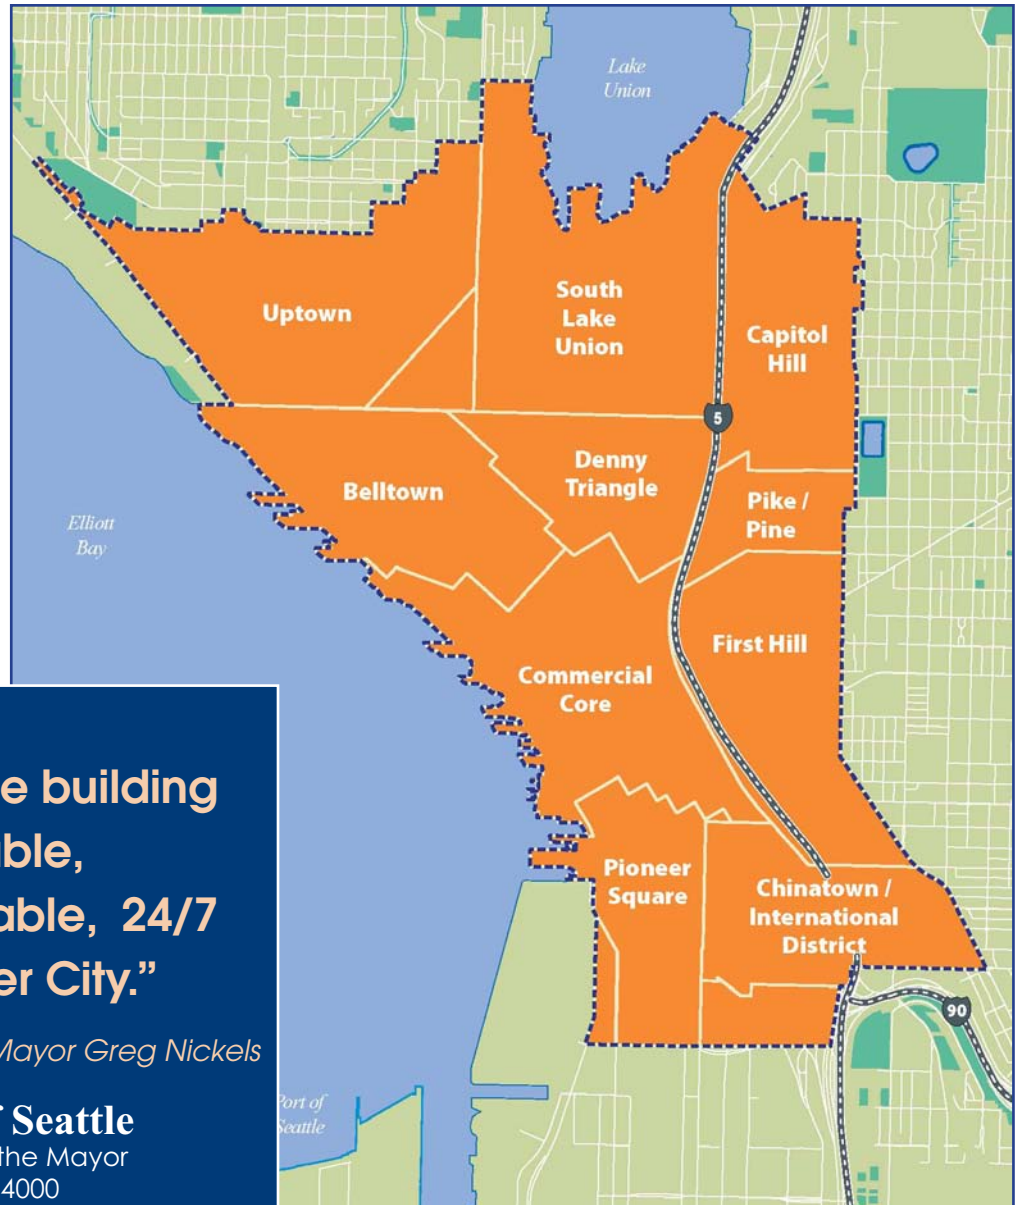 Lake
Union
Uptown
South
Lake
Union
Capitol
Hill
5
Denny
Triangle
Belltown
Pike /
Pine
Elliott
Bay
First Hill
Commercial
Core
Pioneer
Square
Chinatown /
International
District
90
Port of
Seattle
e building
able,
able, 24/7
er City.”
Mayor Greg Nickels
f Seattle
the Mayor
4000